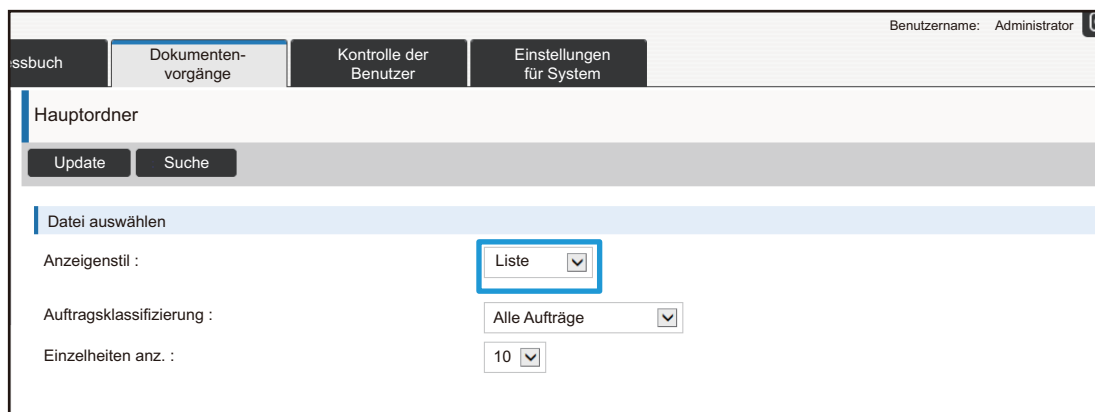 Benutzername: Administrator
essbuch
Dokumenten-
vorgänge
Kontrolle der
Benutzer
Einstellungen
für System
Hauptordner
Update Suche
Datei auswählen
Anzeigenstil : Liste
Auftragsklassifizierung : Alle Aufträge
Einzelheiten anz. : 10